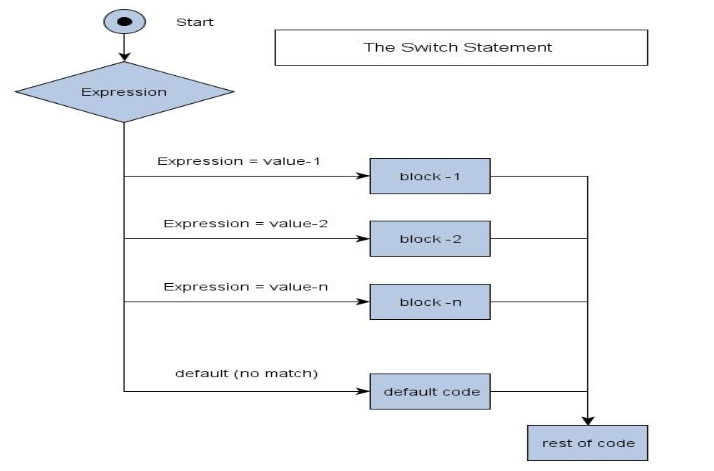 Start
The Switch Statement
Expression
Expression = value-1
block -1
Expression = value-2
block -2
Expression = value-n
block -n
default (no match)
default code
rest of code